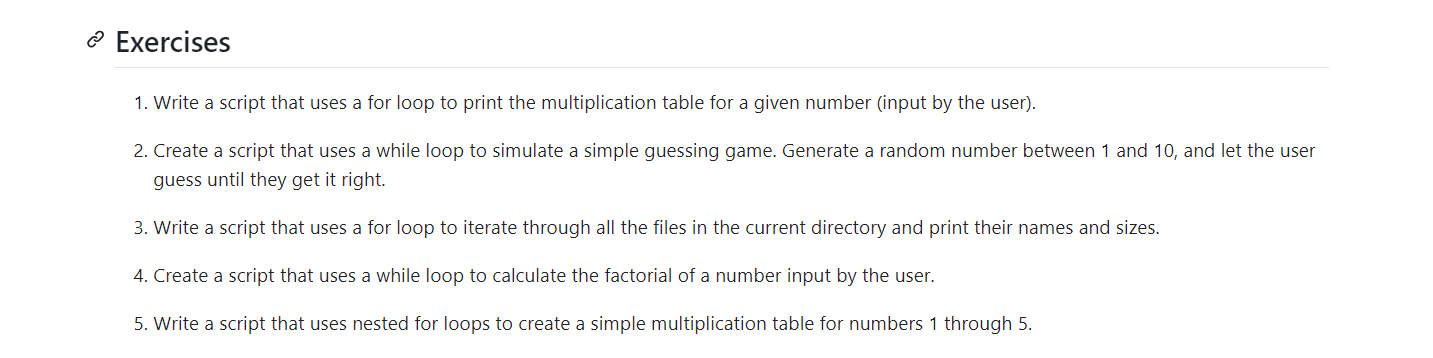 Exercises
1. Write a script that uses a for loop to print the multiplication table for a given number (input by the user).
2. Create a script that uses a while loop to simulate a simple guessing game. Generate a random number between 1 and 10, and let the user
guess until they get it right.
3. Write a script that uses a for loop to iterate through all the files in the current directory and print their names and sizes.
4. Create a script that uses a while loop to calculate the factorial of a number input by the user.
5. Write a script that uses nested for loops to create a simple multiplication table for numbers 1 through 5.